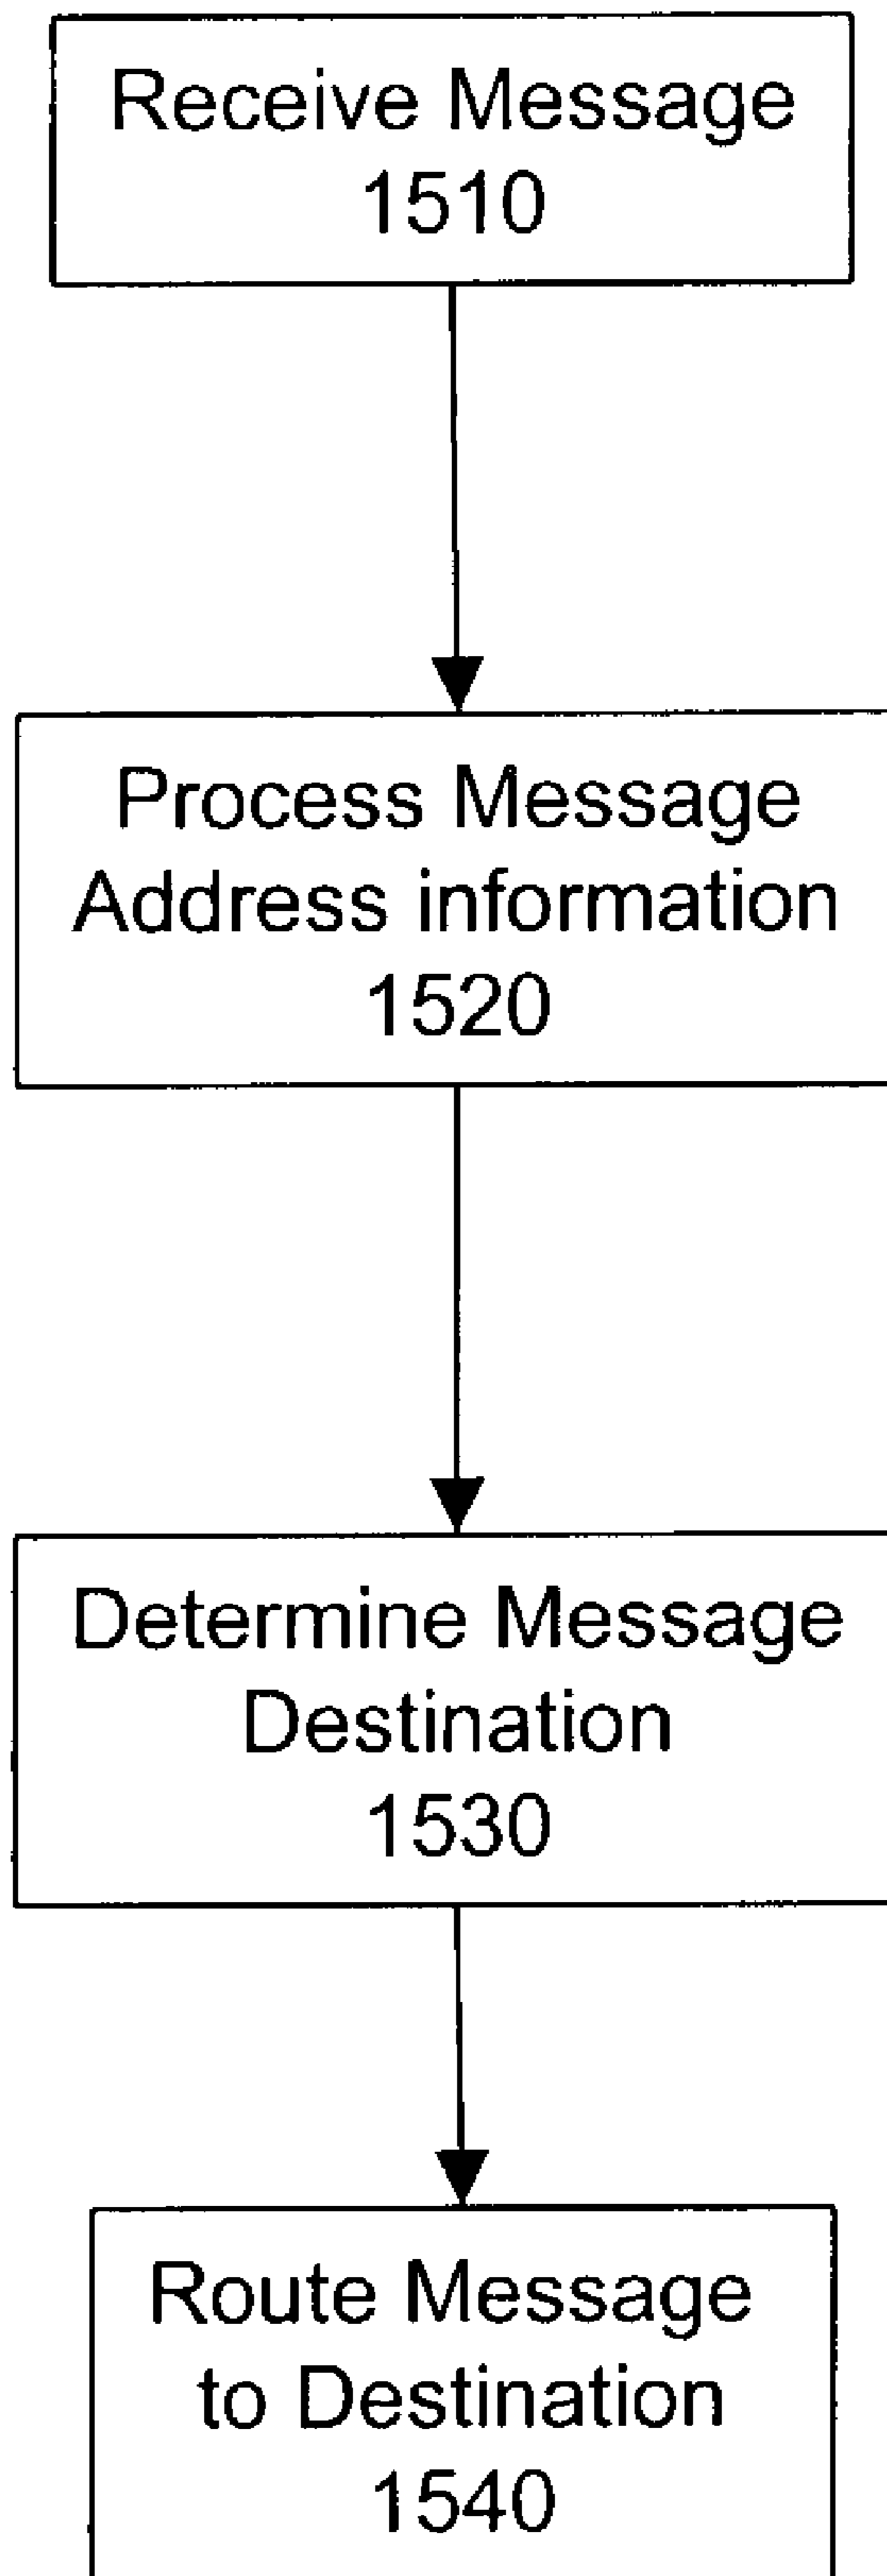 Receive Message
1510
Process Message
Address information
1520
Determine Message
Destination
1530
Route Message
to Destination
1540